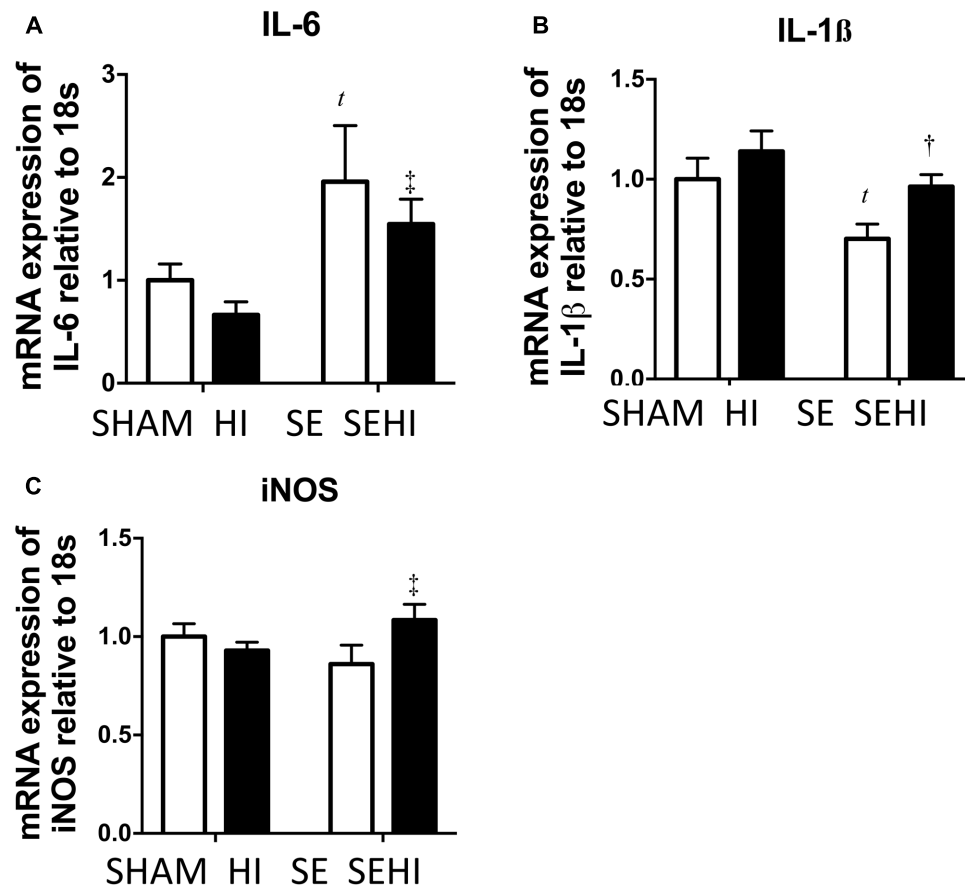 A
IL-6
mRNA expression of
IL-6 relative to 18s
3
2
1
0
t
‡
SHAM HI SE SEHI
B
IL-1ß
mRNA expression of
IL-1β relative to 18s
1.5
1.0
0.5
0.0
t
†
SHAM HI SE SEHI
C
iNOS
mRNA expression of
iNOS relative to 18s
1.5
1.0
0.5
0.0
‡
SHAM HI SE SEHI